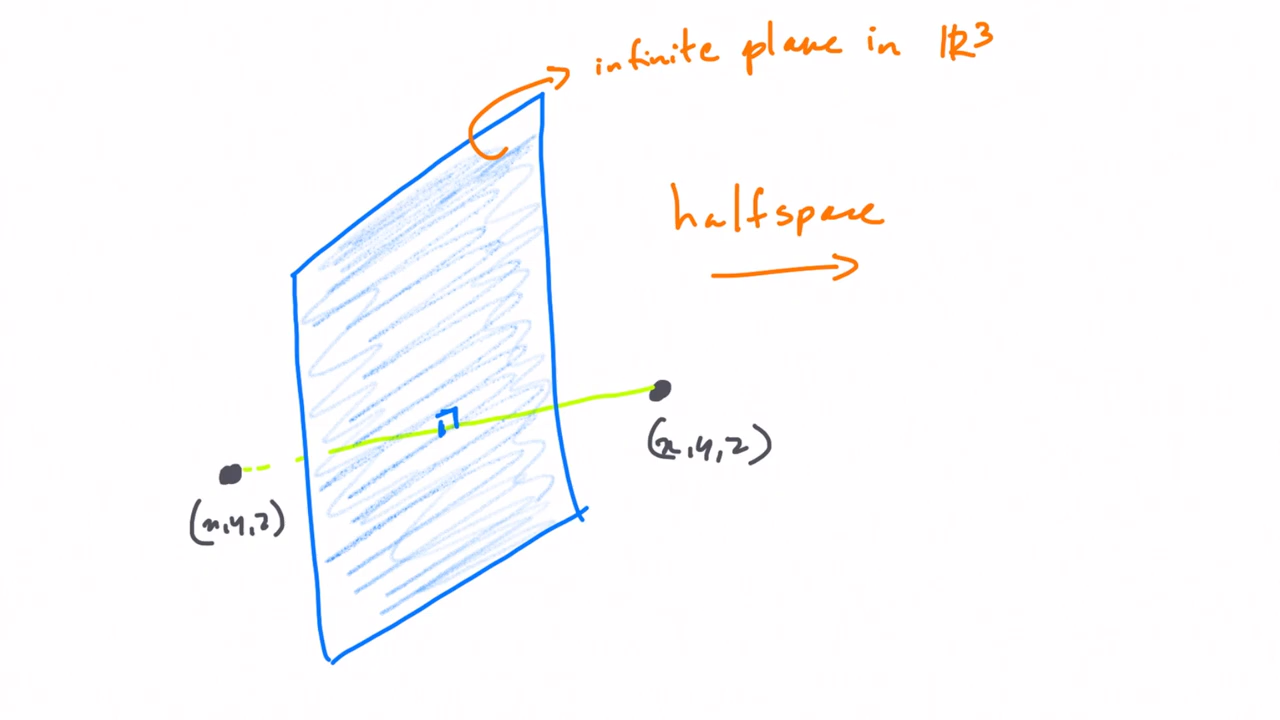 infinite plane in ℝ3
halfspace
(x,y,z)
(x,y,z)